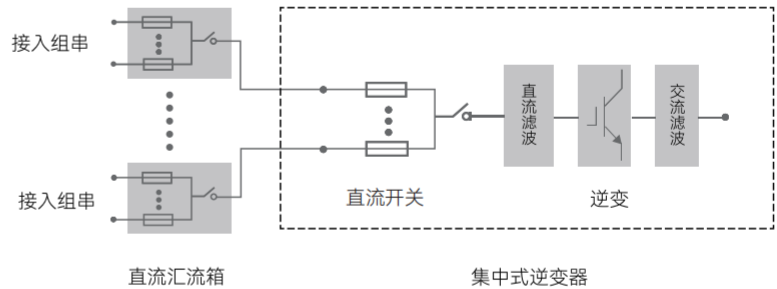 接入组串
接入组串
直流汇流箱
直流开关
直流滤波
逆变
交流滤波
集中式逆变器